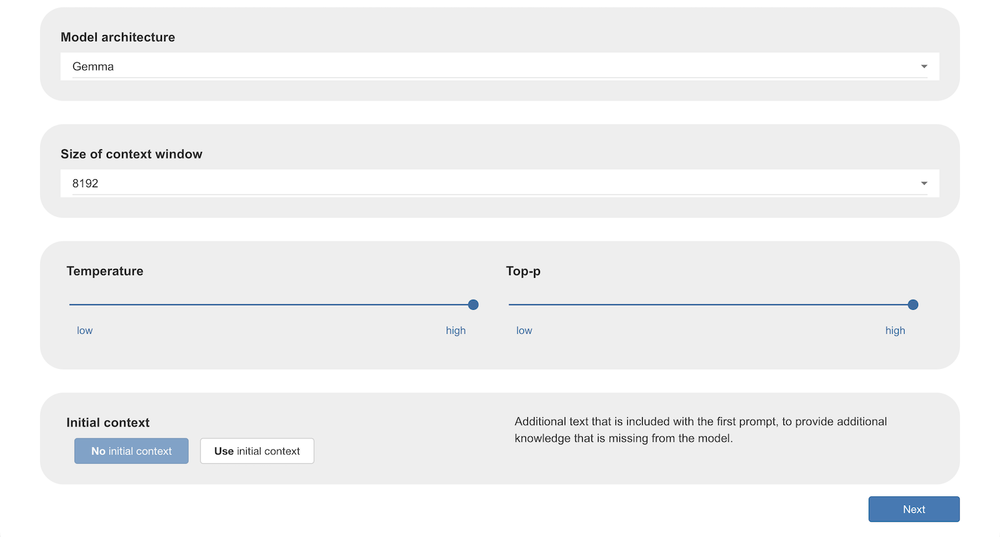 Model architecture
Gemma
Size of context window
8192
Temperature
low high
Top-p
low high
Initial context
No initial context Use initial context
Additional text that is included with the first prompt, to provide additional
knowledge that is missing from the model.
Next